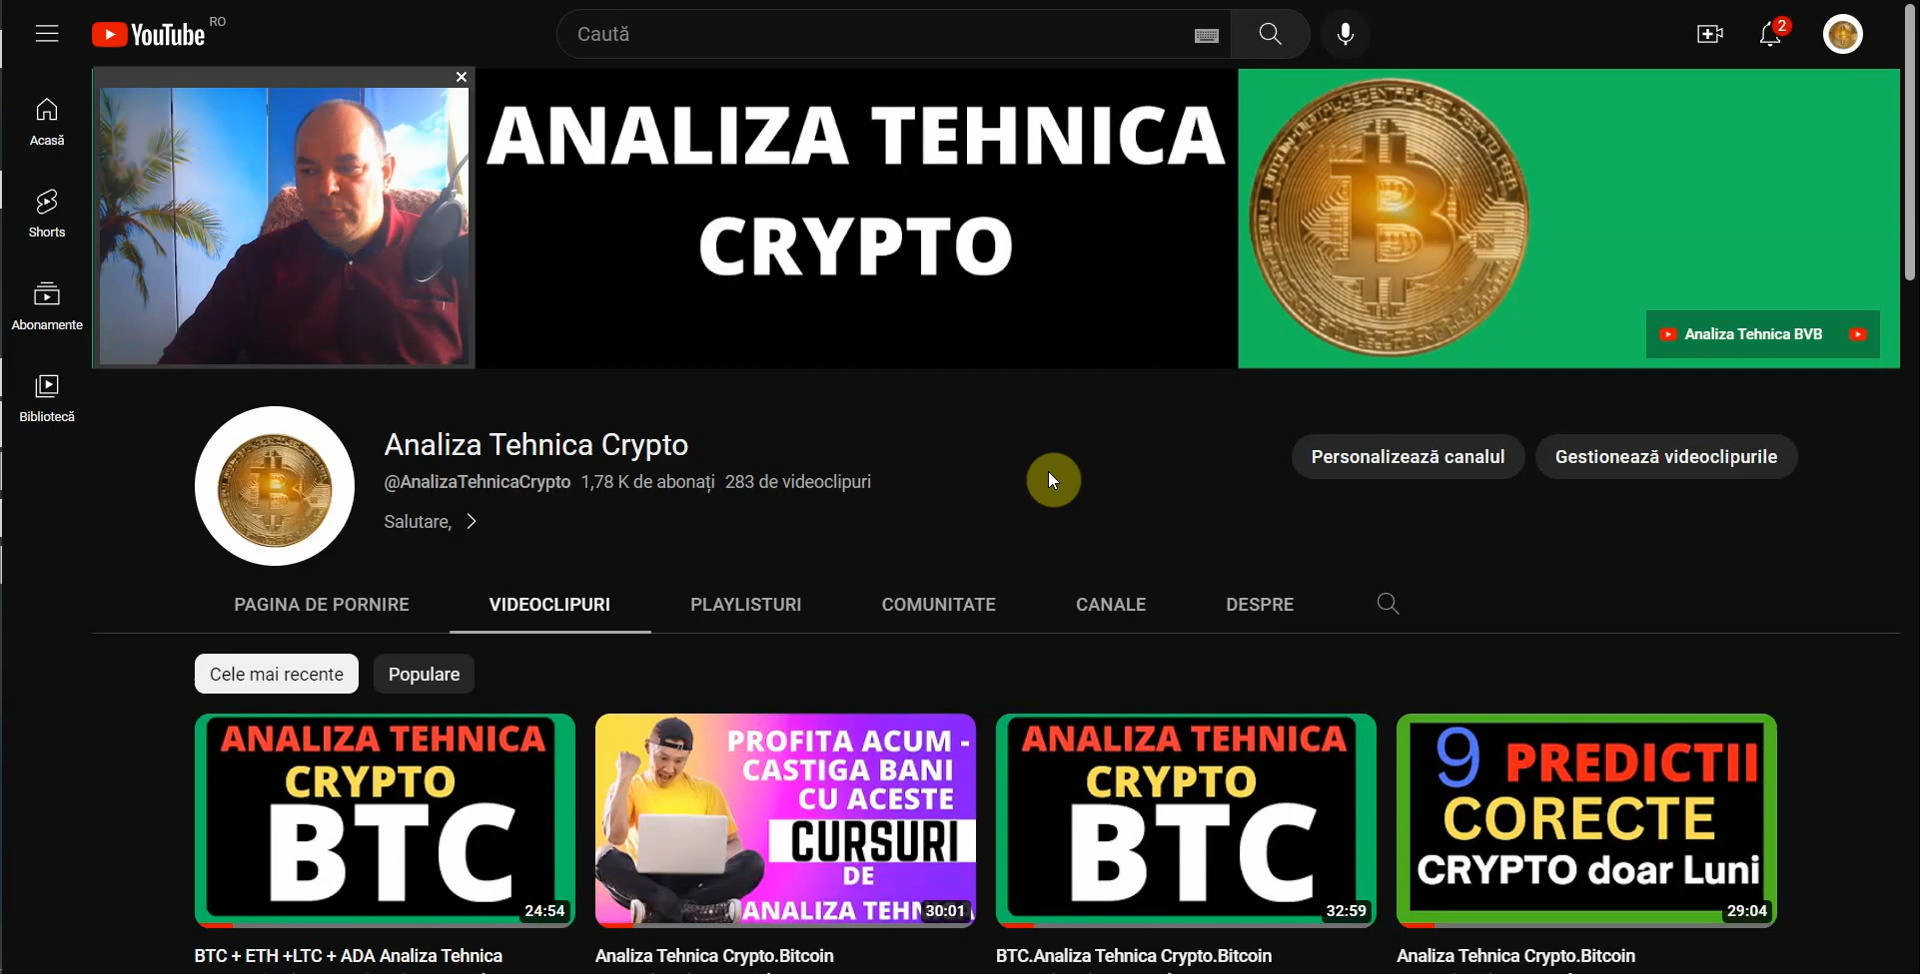 YouTube RO
Caută
2
Acasă
Shorts
Abonamente
Bibliotecă
ANALIZA TEHNICA
CRYPTO
Analiza Tehnica BVB
Analiza Tehnica Crypto
@AnalizaTehnicaCrypto 1,78 K de abonați 283 de videoclipuri
Salutare,
Personalizează canalul
Gestionează videoclipurile
PAGINA DE PORNIRE
VIDEOCLIPURI
PLAYLISTURI
COMUNITATE
CANALE
DESPRE
Cele mai recente
Populare
ANALIZA TEHNICA
CRYPTO
BTC
24:54
BTC + ETH +LTC + ADA Analiza Tehnica
PROFITA ACUM -
CASTIGA BANI
CU ACESTE
CURSURI
DE
ANALIZA
30:01
Analiza Tehnica Crypto.Bitcoin
ANALIZA TEHNICA
CRYPTO
BTC
32:59
BTC.Analiza Tehnica Crypto.Bitcoin
9 PREDICTII
CORECTE
CRYPTO doar Luni
29:04
Analiza Tehnica Crypto.Bitcoin